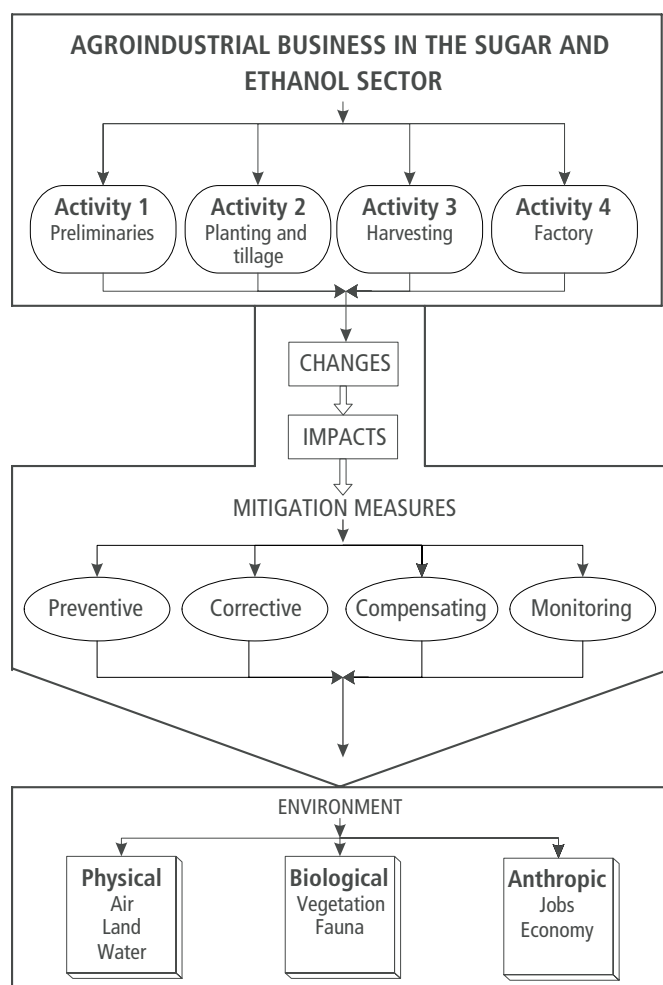 AGROINDUSTRIAL BUSINESS IN THE SUGAR AND
ETHANOL SECTOR
Activity 1
Preliminaries
Activity 2
Planting and
tillage
Activity 3
Harvesting
Activity 4
Factory
CHANGES
IMPACTS
MITIGATION MEASURES
Preventive
Corrective
Compensating
Monitoring
ENVIRONMENT
Physical
Air
Land
Water
Biological
Vegetation
Fauna
Anthropic
Jobs
Economy